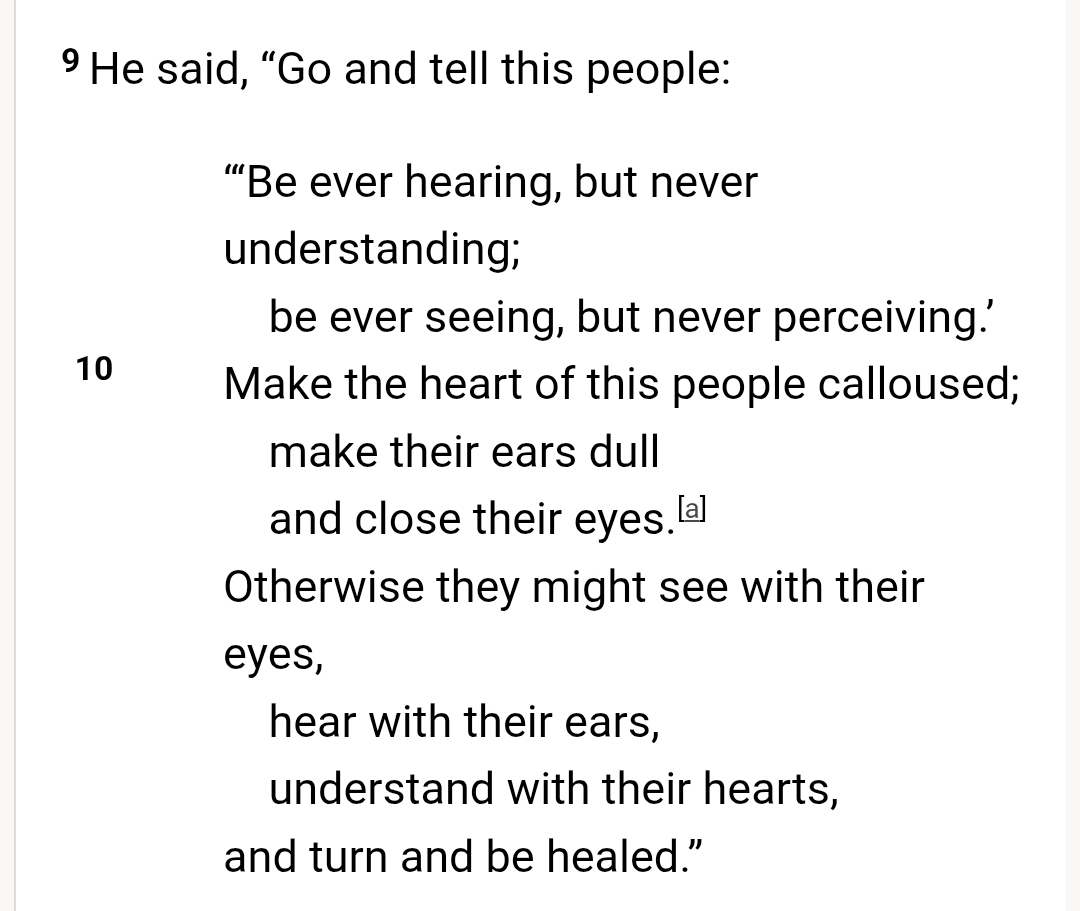 9 He said, “Go and tell this people:
“‘Be ever hearing, but never
understanding;
be ever seeing, but never perceiving.’
10 Make the heart of this people calloused;
make their ears dull
and close their eyes.[a]
Otherwise they might see with their
eyes,
hear with their ears,
understand with their hearts,
and turn and be healed.”